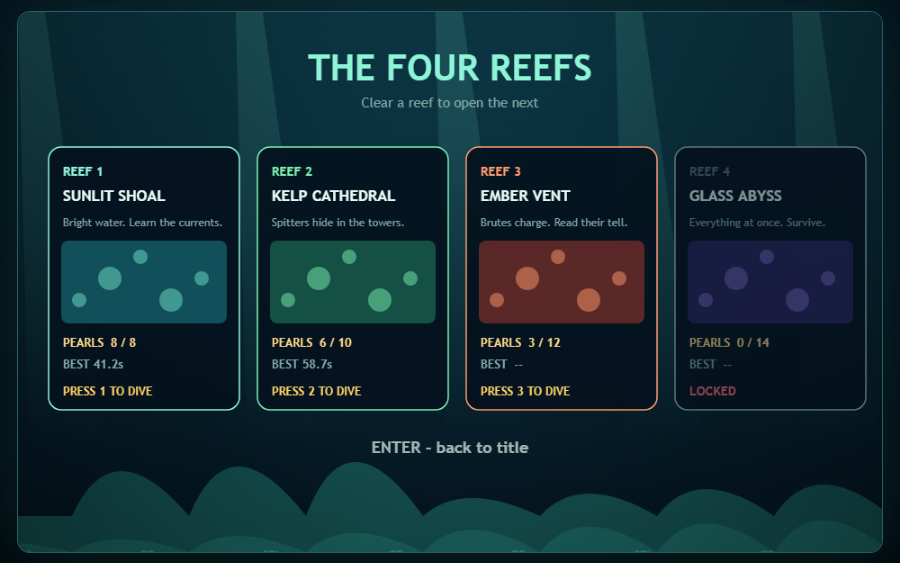 THE FOUR REEFS
Clear a reef to open the next
REEF 1
SUNLIT SHOAL
Bright water. Learn the currents.
PEARLS 8 / 8
BEST 41.2s
PRESS 1 TO DIVE
REEF 2
KELP CATHEDRAL
Spitters hide in the towers.
PEARLS 6 / 10
BEST 58.7s
PRESS 2 TO DIVE
REEF 3
EMBER VENT
Brutes charge. Read their tell.
PEARLS 3 / 12
BEST --
PRESS 3 TO DIVE
REEF 4
GLASS ABYSS
Everything at once. Survive.
PEARLS 0 / 14
BEST --
LOCKED
ENTER - back to title